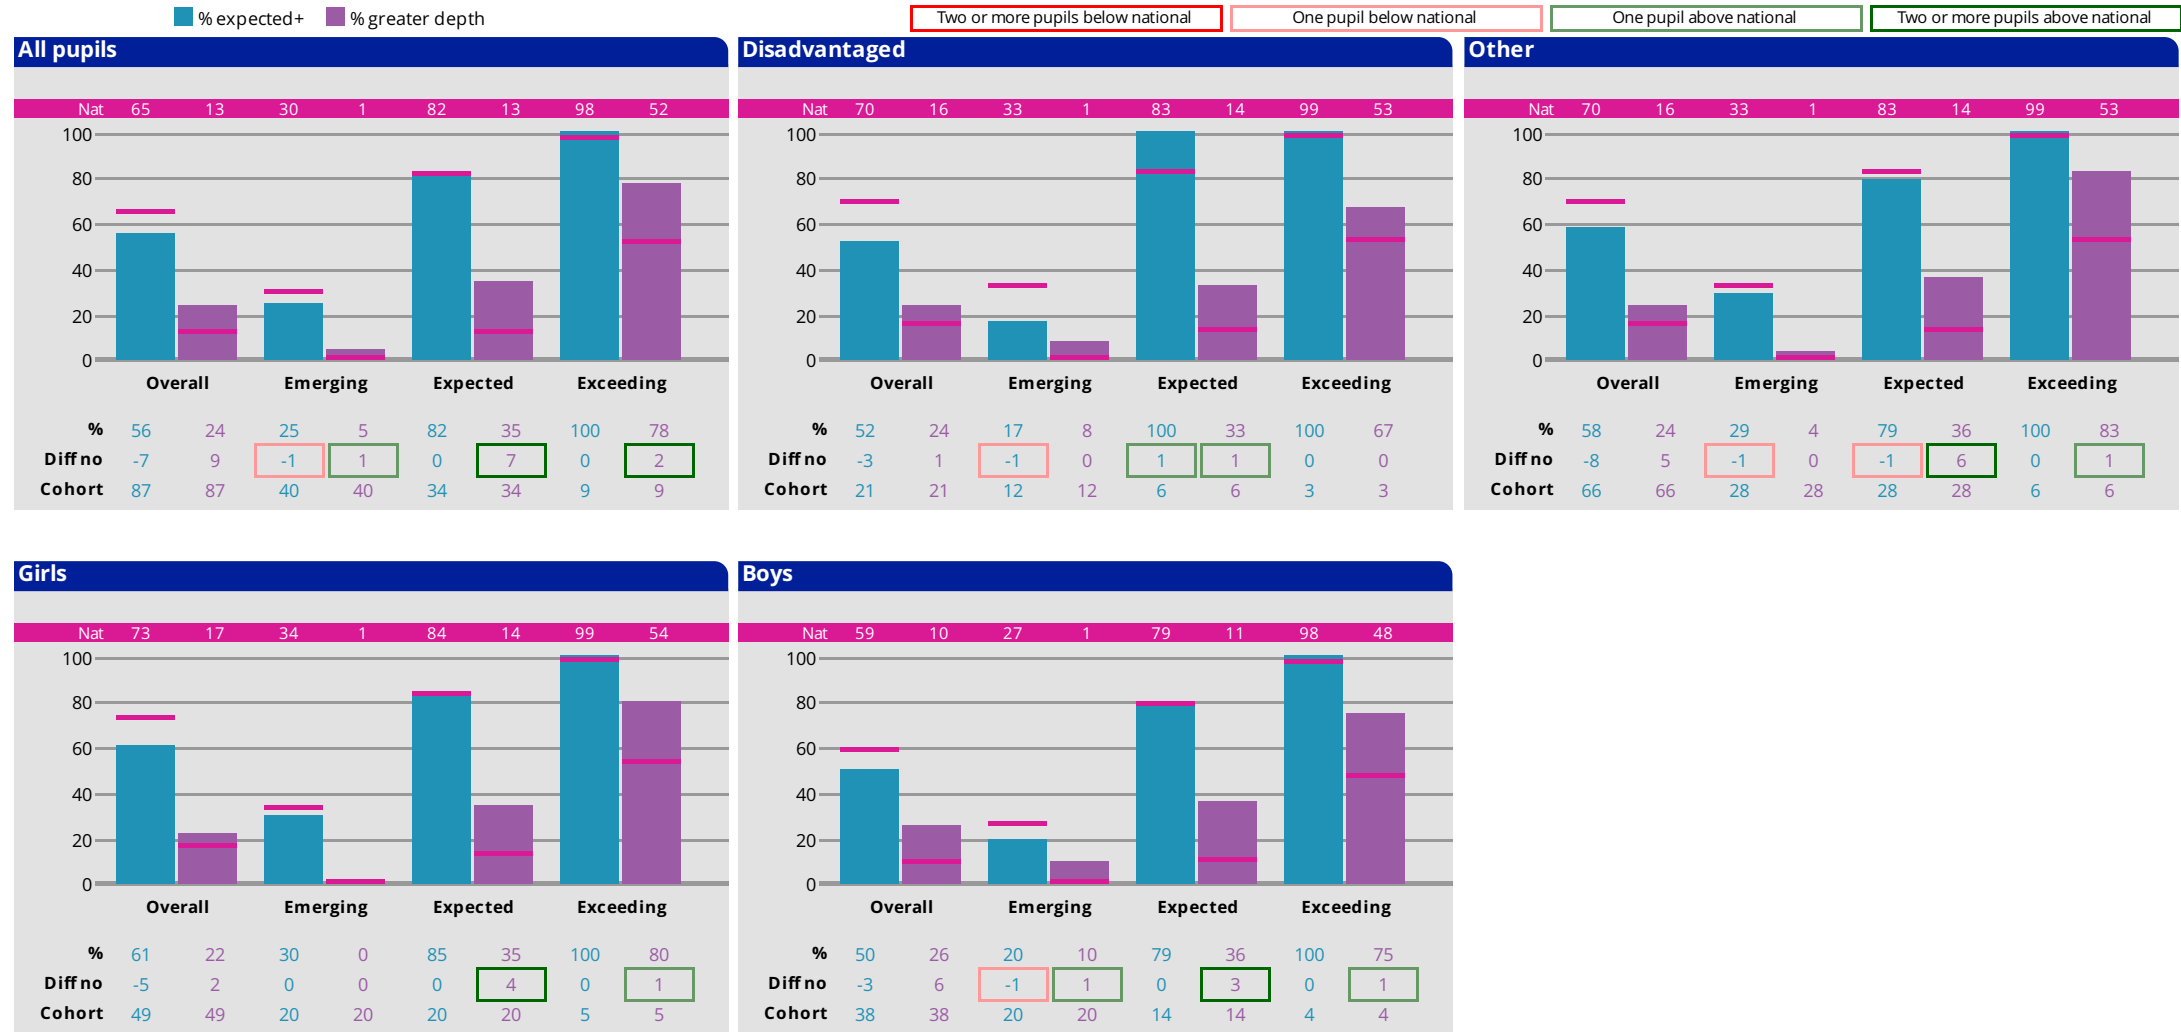 % expected+ % greater depth
Two or more pupils below national One pupil below national One pupil above national Two or more pupils above national
All pupils
Nat 65 13 30 1 82 13 98 52
100
80
60
40
20
0
Overall Emerging Expected Exceeding
% 56 24 25 5 82 35 100 78
Diff no -7 9 -1 1 0 7 0 2
Cohort 87 87 40 40 34 34 9 9
Disadvantaged
Nat 70 16 33 1 83 14 99 53
100
80
60
40
20
0
Overall Emerging Expected Exceeding
% 52 24 17 8 100 33 100 67
Diff no -3 1 -1 0 1 1 0 0
Cohort 21 21 12 12 6 6 3 3
Other
Nat 70 16 33 1 83 14 99 53
100
80
60
40
20
0
Overall Emerging Expected Exceeding
% 58 24 29 4 79 36 100 83
Diff no -8 5 -1 0 -1 6 0 1
Cohort 66 66 28 28 28 28 6 6
Girls
Nat 73 17 34 1 84 14 99 54
100
80
60
40
20
0
Overall Emerging Expected Exceeding
% 61 22 30 0 85 35 100 80
Diff no -5 2 0 0 0 4 0 1
Cohort 49 49 20 20 20 20 5 5
Boys
Nat 59 10 27 1 79 11 98 48
100
80
60
40
20
0
Overall Emerging Expected Exceeding
% 50 26 20 10 79 36 100 75
Diff no -3 6 -1 1 0 3 0 1
Cohort 38 38 20 20 14 14 4 4